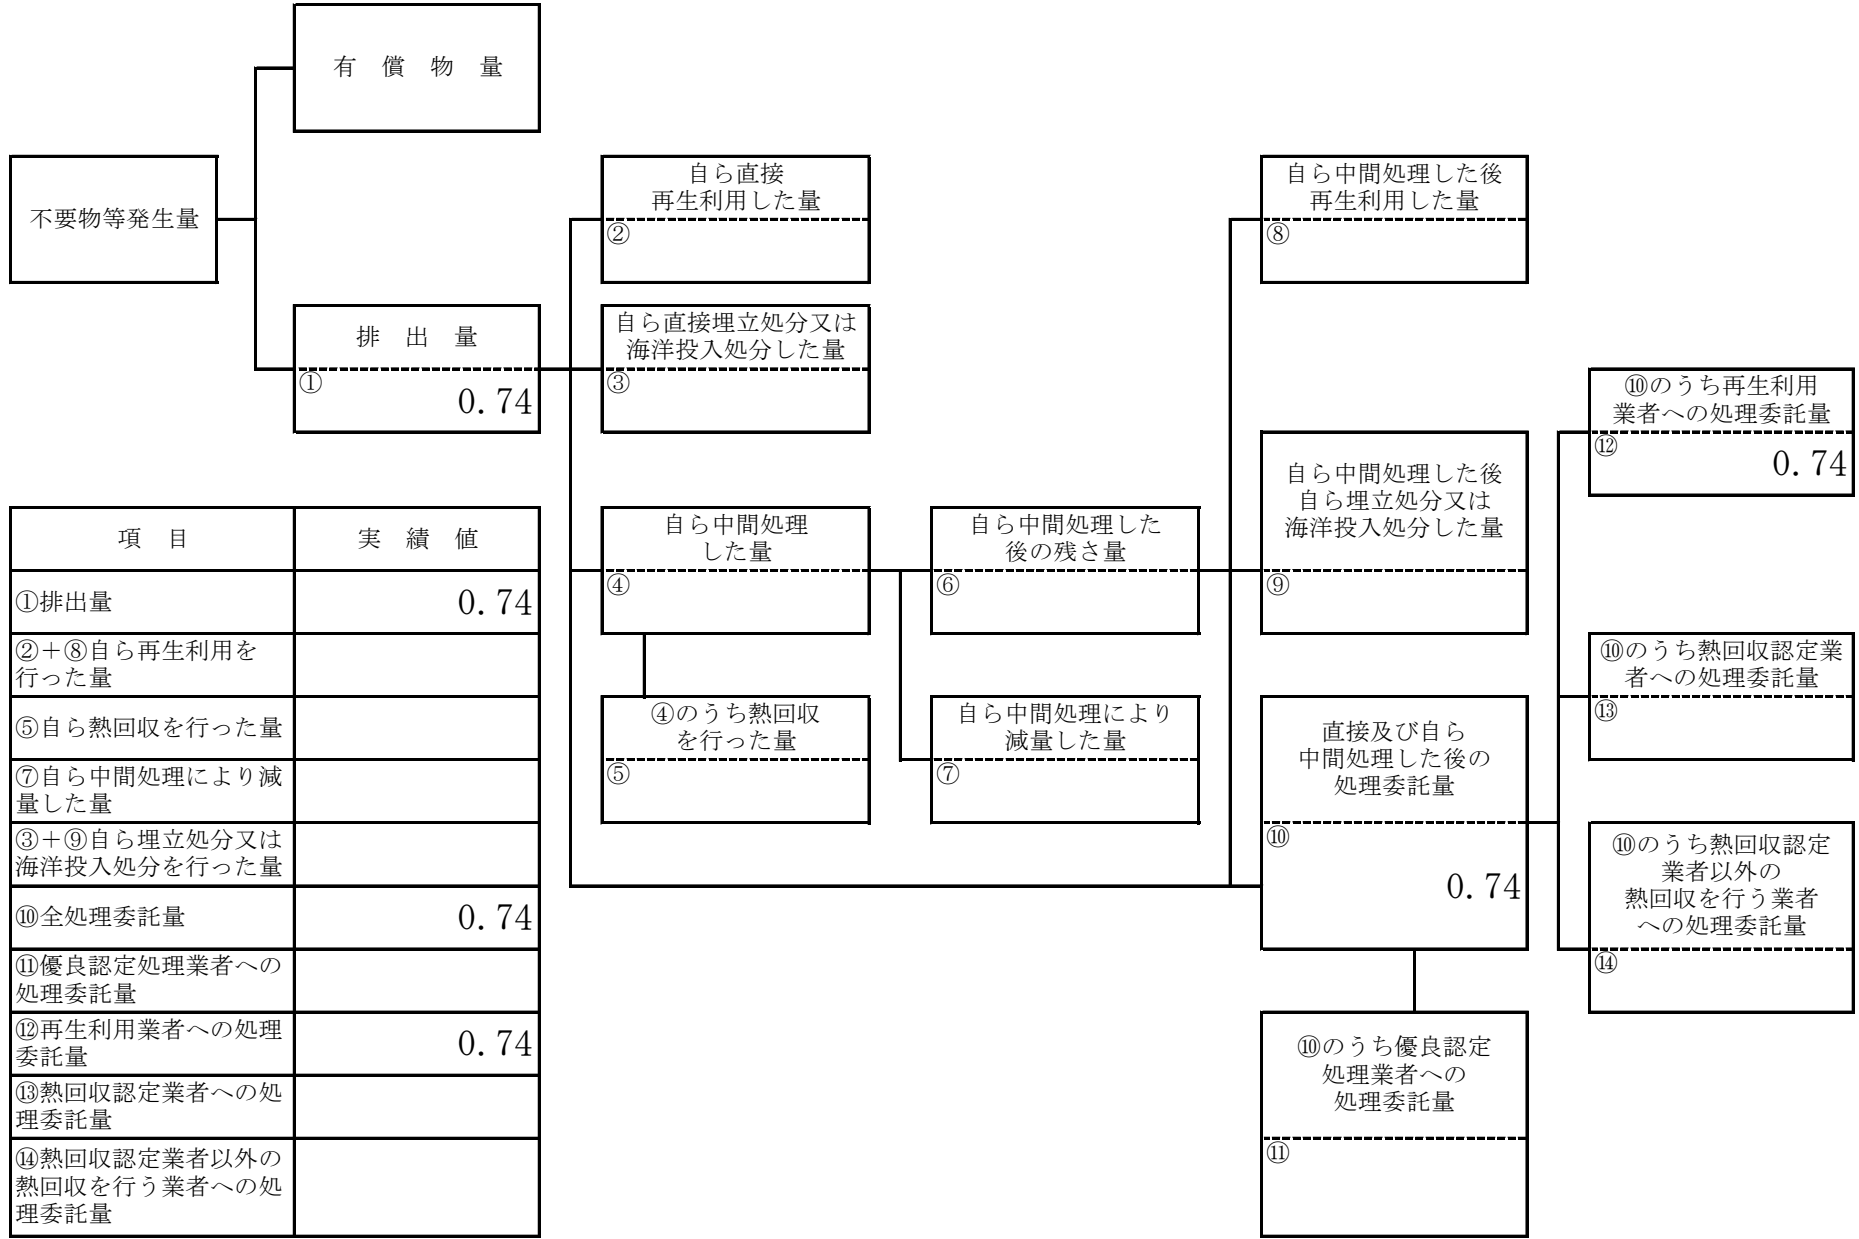 有 償 物 量
不要物等発生量
排 出 量
①
0.74
自ら直接
再生利用した量
②
自ら直接埋立処分又は
海洋投入処分した量
③
自ら中間処理
した量
④
④のうち熱回収
を行った量
⑤
自ら中間処理した
後の残さ量
⑥
自ら中間処理により
減量した量
⑦
自ら中間処理した後
再生利用した量
⑧
自ら中間処理した後
自ら埋立処分又は
海洋投入処分した量
⑨
直接及び自ら
中間処理した後の
処理委託量
⑩
0.74
⑩のうち優良認定
処理業者への
処理委託量
⑪
⑩のうち再生利用
業者への処理委託量
⑫
0.74
⑩のうち熱回収認定業
者への処理委託量
⑬
⑩のうち熱回収認定
業者以外の
熱回収を行う業者
への処理委託量
⑭
項 目 実 績 値
①排出量 0.74
②＋⑧自ら再生利用を
行った量
⑤自ら熱回収を行った量
⑦自ら中間処理により減
量した量
③＋⑨自ら埋立処分又は
海洋投入処分を行った量
⑩全処理委託量 0.74
⑪優良認定処理業者への
処理委託量
⑫再生利用業者への処理
委託量 0.74
⑬熱回収認定業者への処
理委託量
⑭熱回収認定業者以外の
熱回収を行う業者への処
理委託量